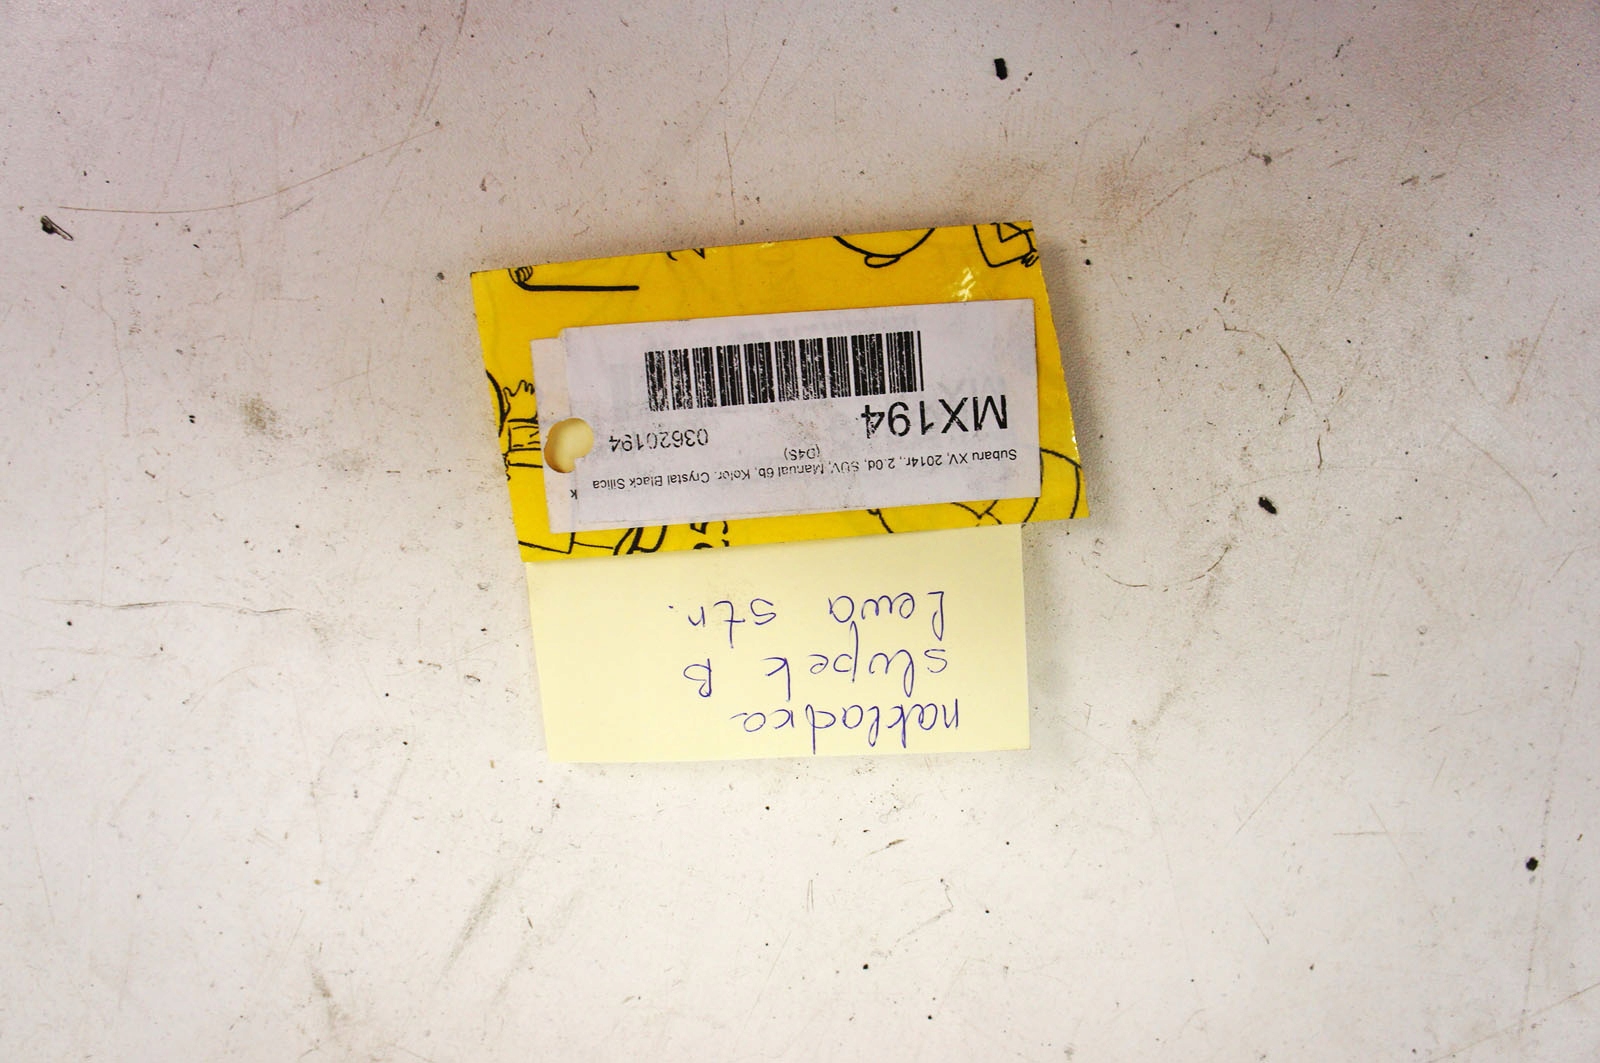 Subaru XV, 2014r., 2.0d, SUV, Manual 6b, Kolor: Crystal Black Silica
(D4S)
MX194 03620194
nakładka
słupek B
Lewa str.